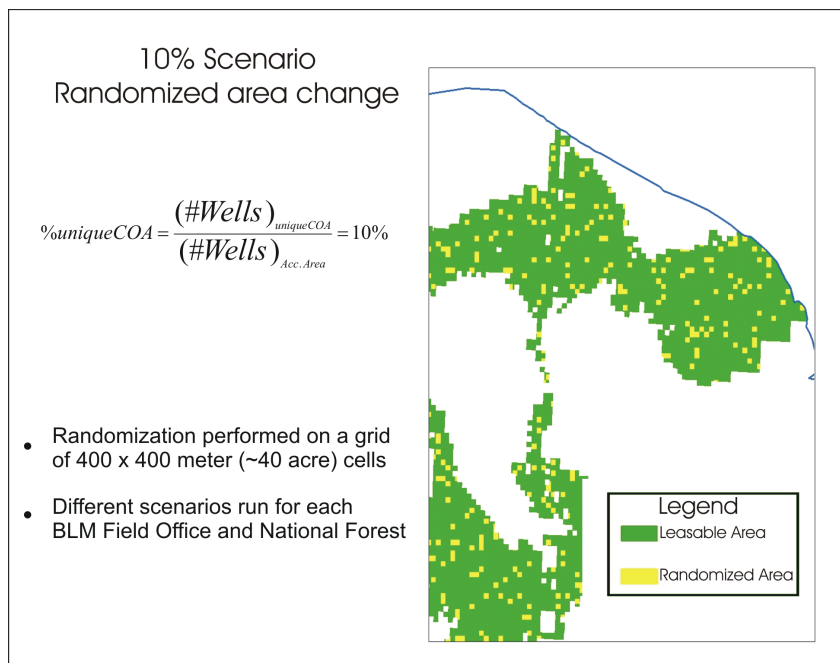 10% Scenario
Randomized area change
%uniqueCOA = (#Wells)uniqueCOA / (#Wells)Acc.Area = 10%
• Randomization performed on a grid
of 400 x 400 meter (~40 acre) cells
• Different scenarios run for each
BLM Field Office and National Forest
Legend
Leasable Area
Randomized Area